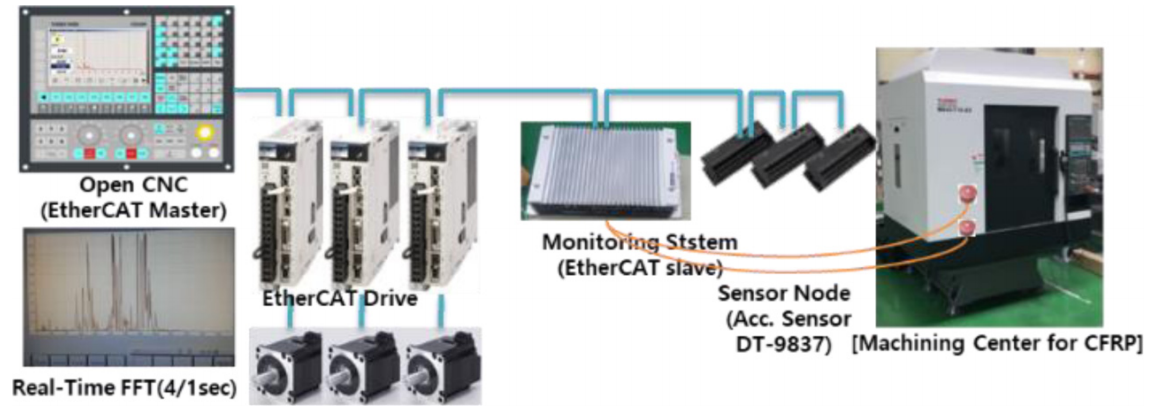 Open CNC
(EtherCAT Master)
Real-Time FFT(4/1sec)
EtherCAT Drive
Monitoring Ststem
(EtherCAT slave)
Sensor Node
(Acc. Sensor
DT-9837)
[Machining Center for CFRP]